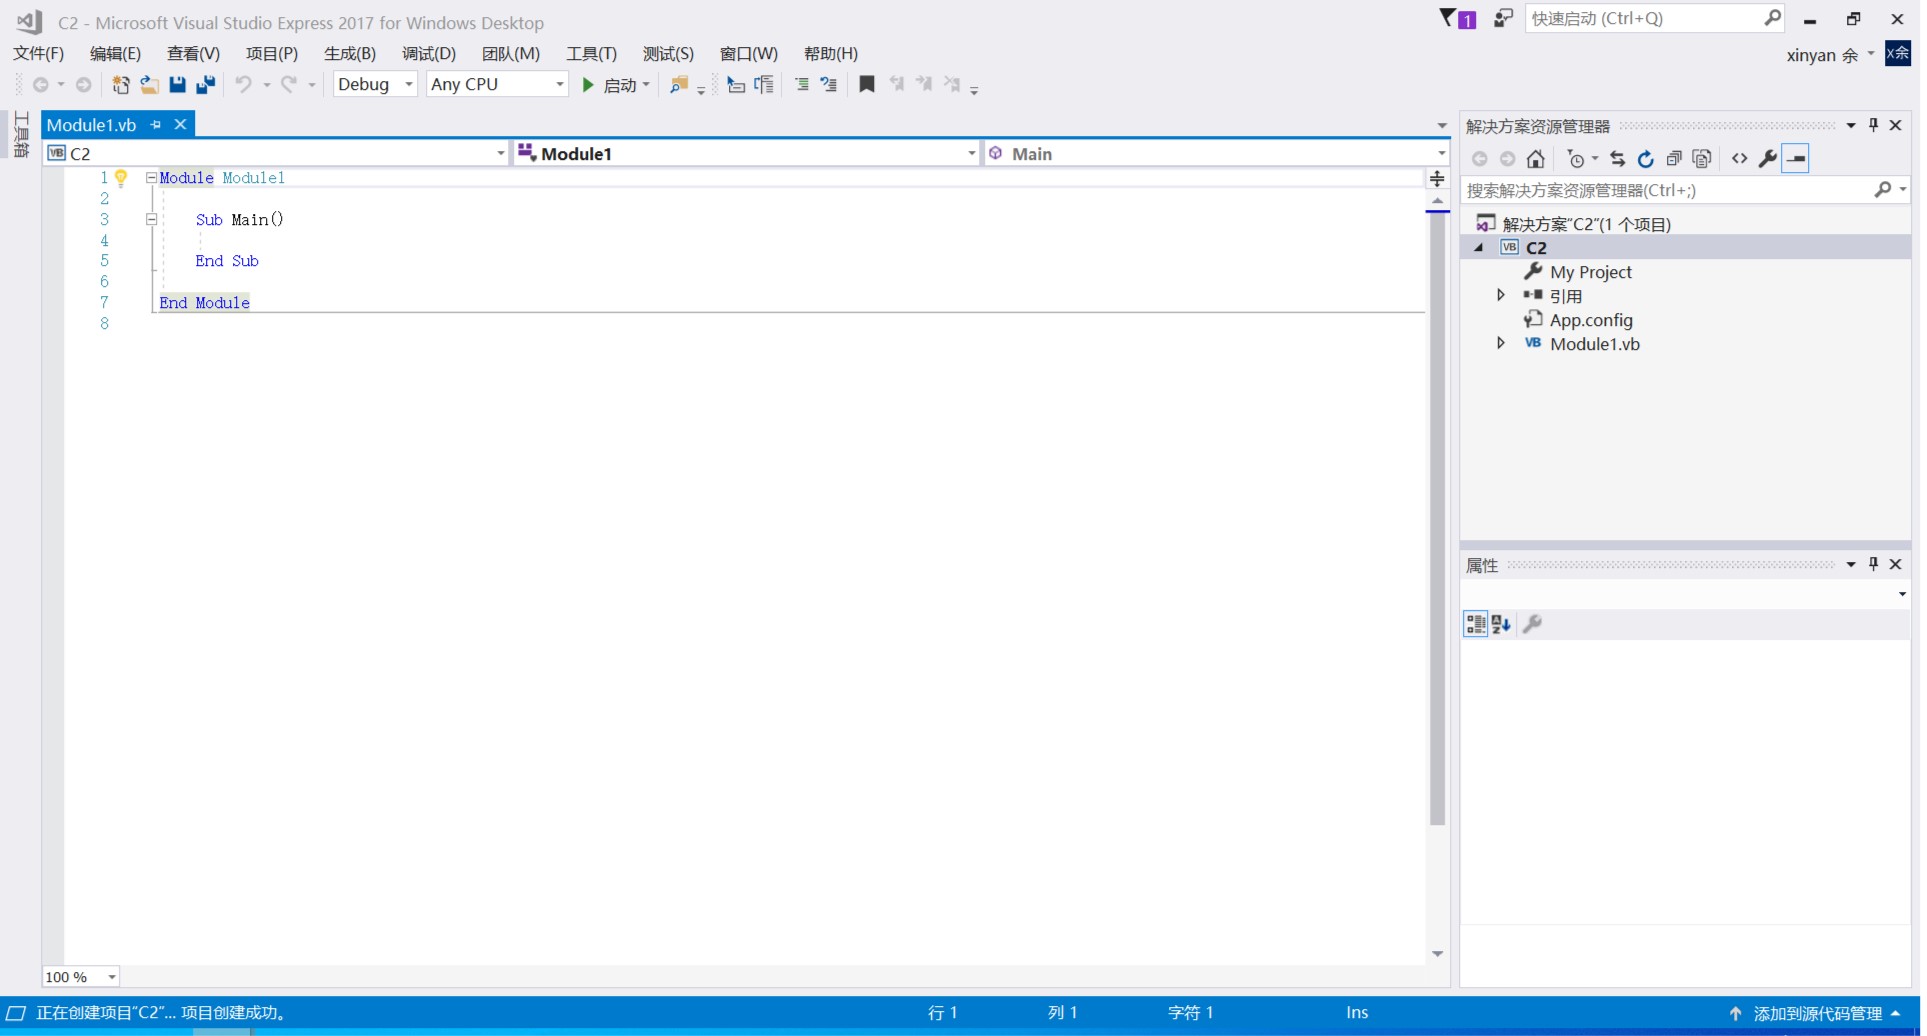 C2 - Microsoft Visual Studio Express 2017 for Windows Desktop
1
快速启动 (Ctrl+Q)
文件(F) 编辑(E) 查看(V) 项目(P) 生成(B) 调试(D) 团队(M) 工具(T) 测试(S) 窗口(W) 帮助(H)
xinyan 余
X余
Debug Any CPU 启动
工具箱
Module1.vb
C2 Module1 Main
1 Module Module1
2
3 Sub Main()
4
5 End Sub
6
7 End Module
8
100 %
解决方案资源管理器
搜索解决方案资源管理器(Ctrl+;)
解决方案"C2"(1 个项目)
VB C2
My Project
引用
App.config
VB Module1.vb
属性
正在创建项目"C2"... 项目创建成功。
行 1 列 1 字符 1 Ins
添加到源代码管理